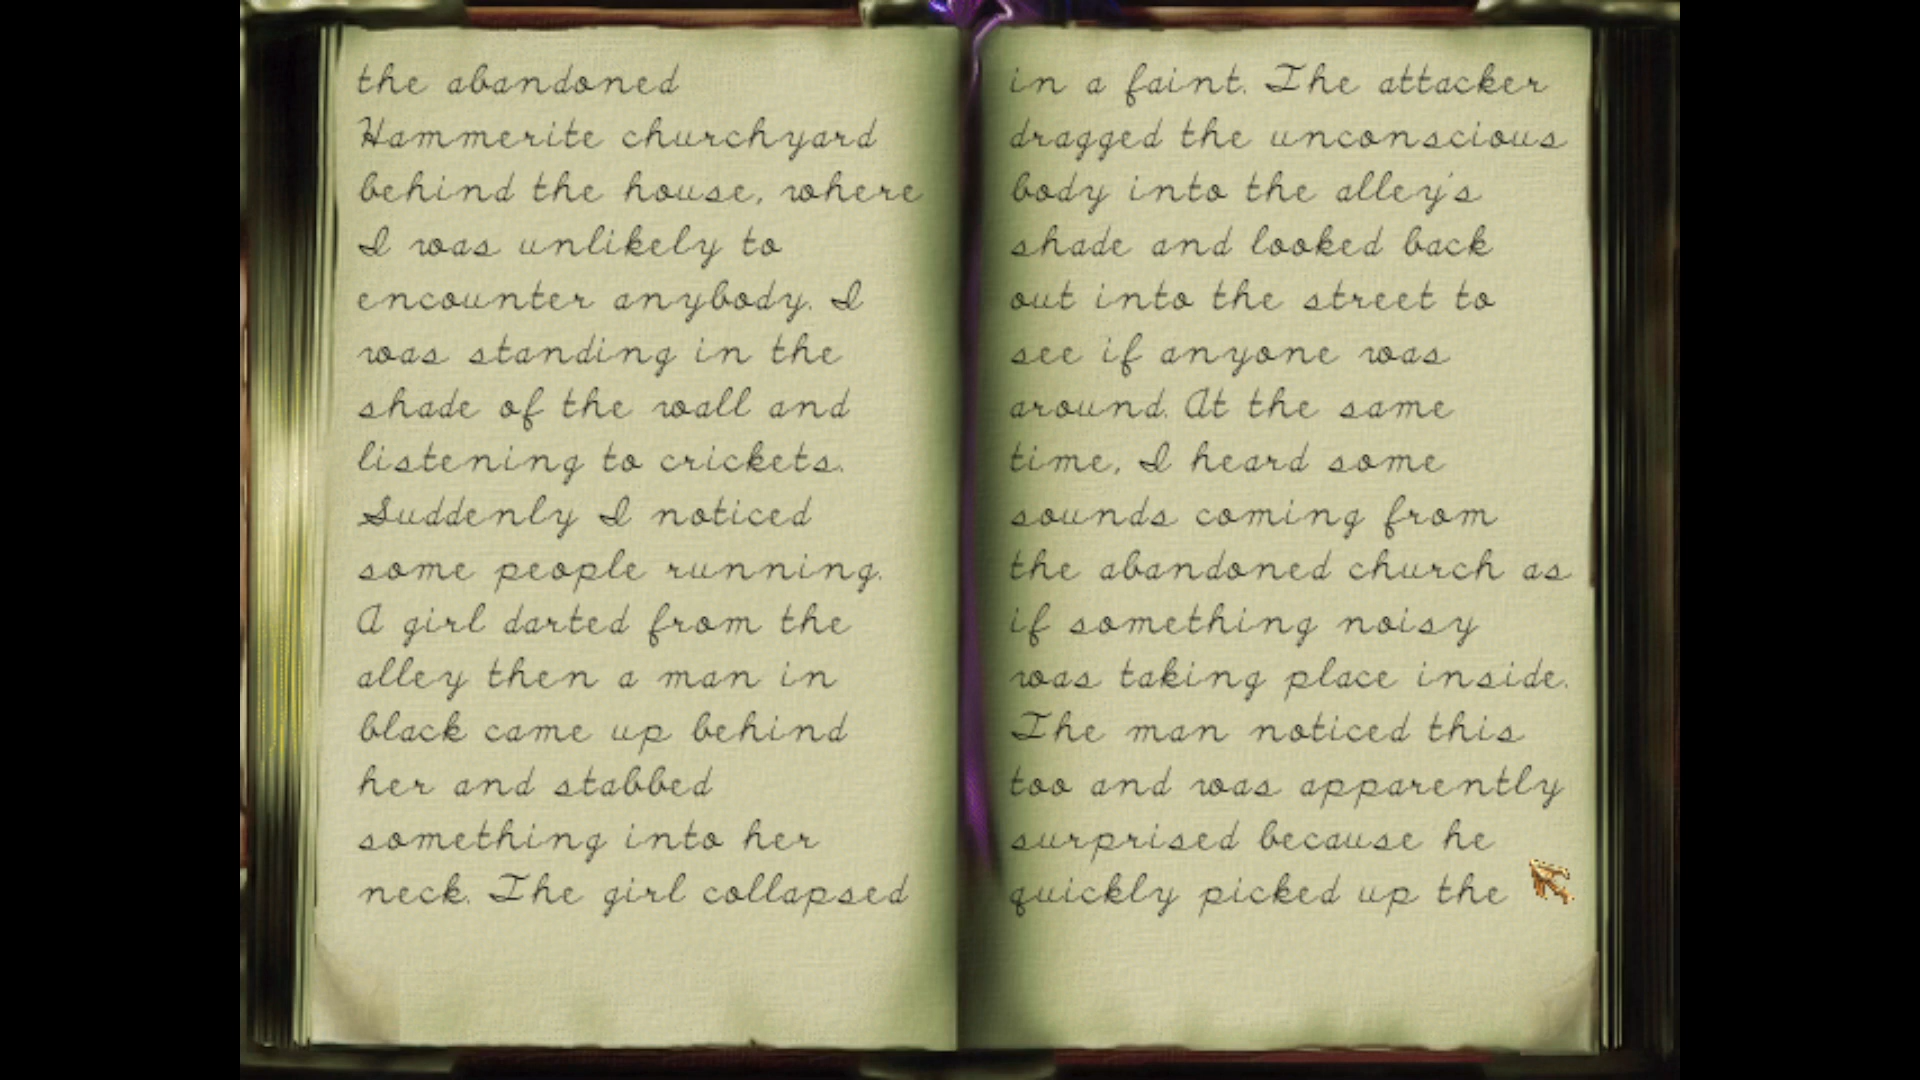 the abandoned
Hammerite churchyard
behind the house, where
I was unlikely to
encounter anybody. I
was standing in the
shade of the wall and
listening to crickets.
Suddenly I noticed
some people running.
A girl darted from the
alley then a man in
black came up behind
her and stabbed
something into her
neck. The girl collapsed
in a faint. The attacker
dragged the unconscious
body into the alley's
shade and looked back
out into the street to
see if anyone was
around. At the same
time, I heard some
sounds coming from
the abandoned church as
if something noisy
was taking place inside.
The man noticed this
too and was apparently
surprised because he
quickly picked up the